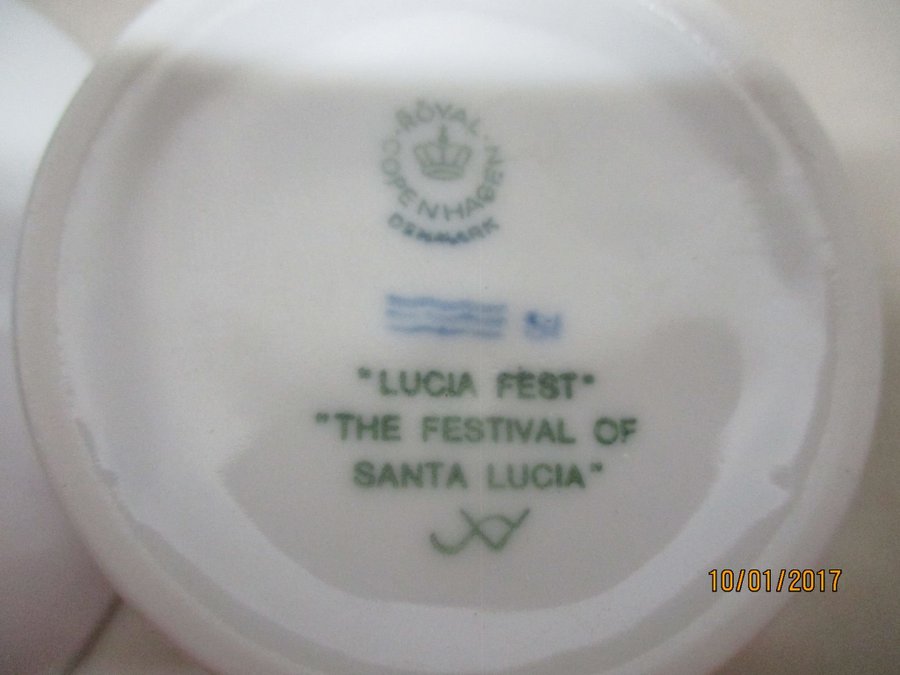 ROYAL COPENHAGEN
DENMARK
"LUCIA FEST"
"THE FESTIVAL OF
SANTA LUCIA"
10/01/2017